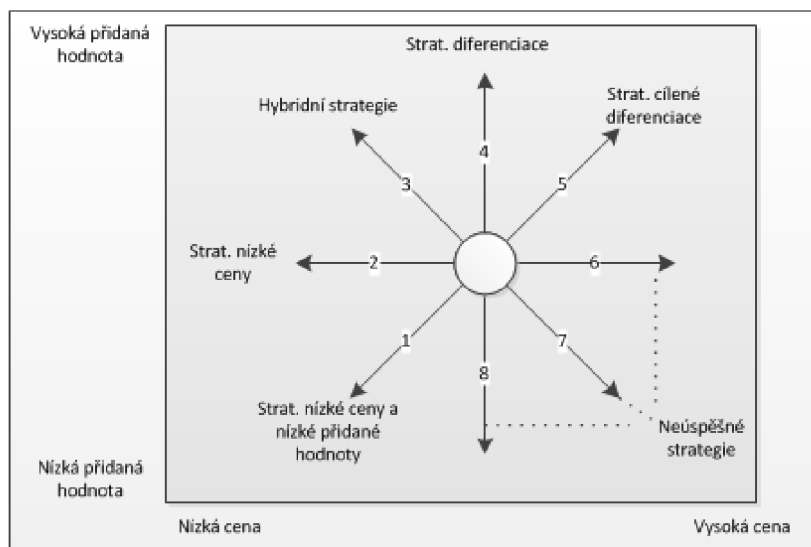 Vysoká přidaná
hodnota
Strat. diferenciace
Hybridní strategie
Strat. cílené
diferenciace
4
3
5
Strat. nízké
ceny
2
6
1
7
8
Strat. nízké ceny a
nízké přidané
hodnoty
Neúspěšné
strategie
Nízká přidaná
hodnota
Nízká cena
Vysoká cena